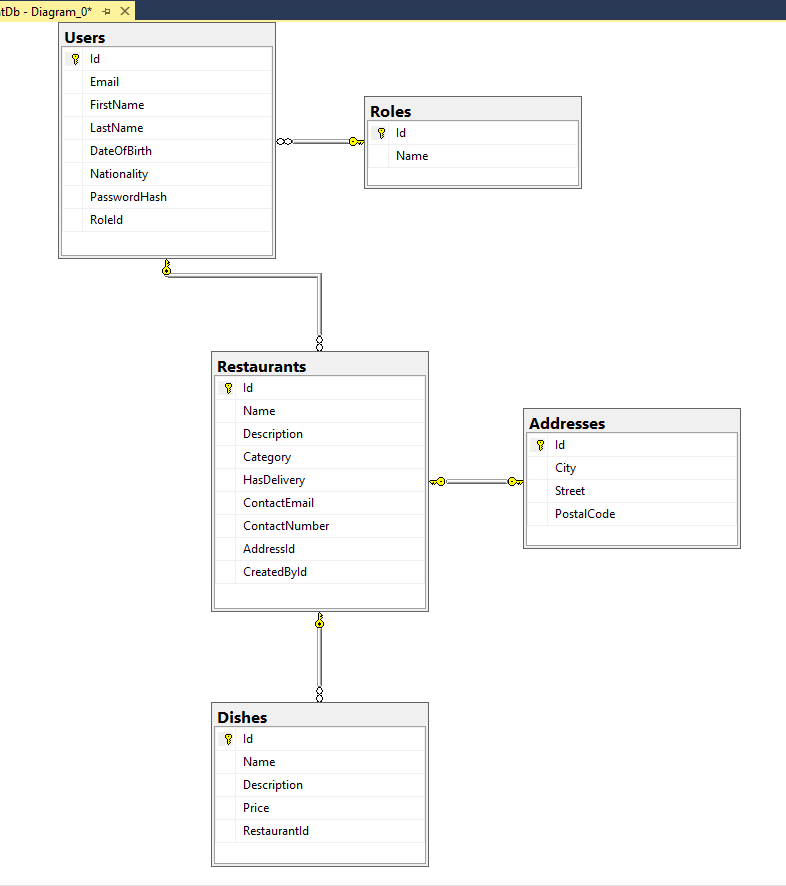 tDb - Diagram_0*
Users
Id
Email
FirstName
LastName
DateOfBirth
Nationality
PasswordHash
RoleId
Roles
Id
Name
Restaurants
Id
Name
Description
Category
HasDelivery
ContactEmail
ContactNumber
AddressId
CreatedById
Addresses
Id
City
Street
PostalCode
Dishes
Id
Name
Description
Price
RestaurantId